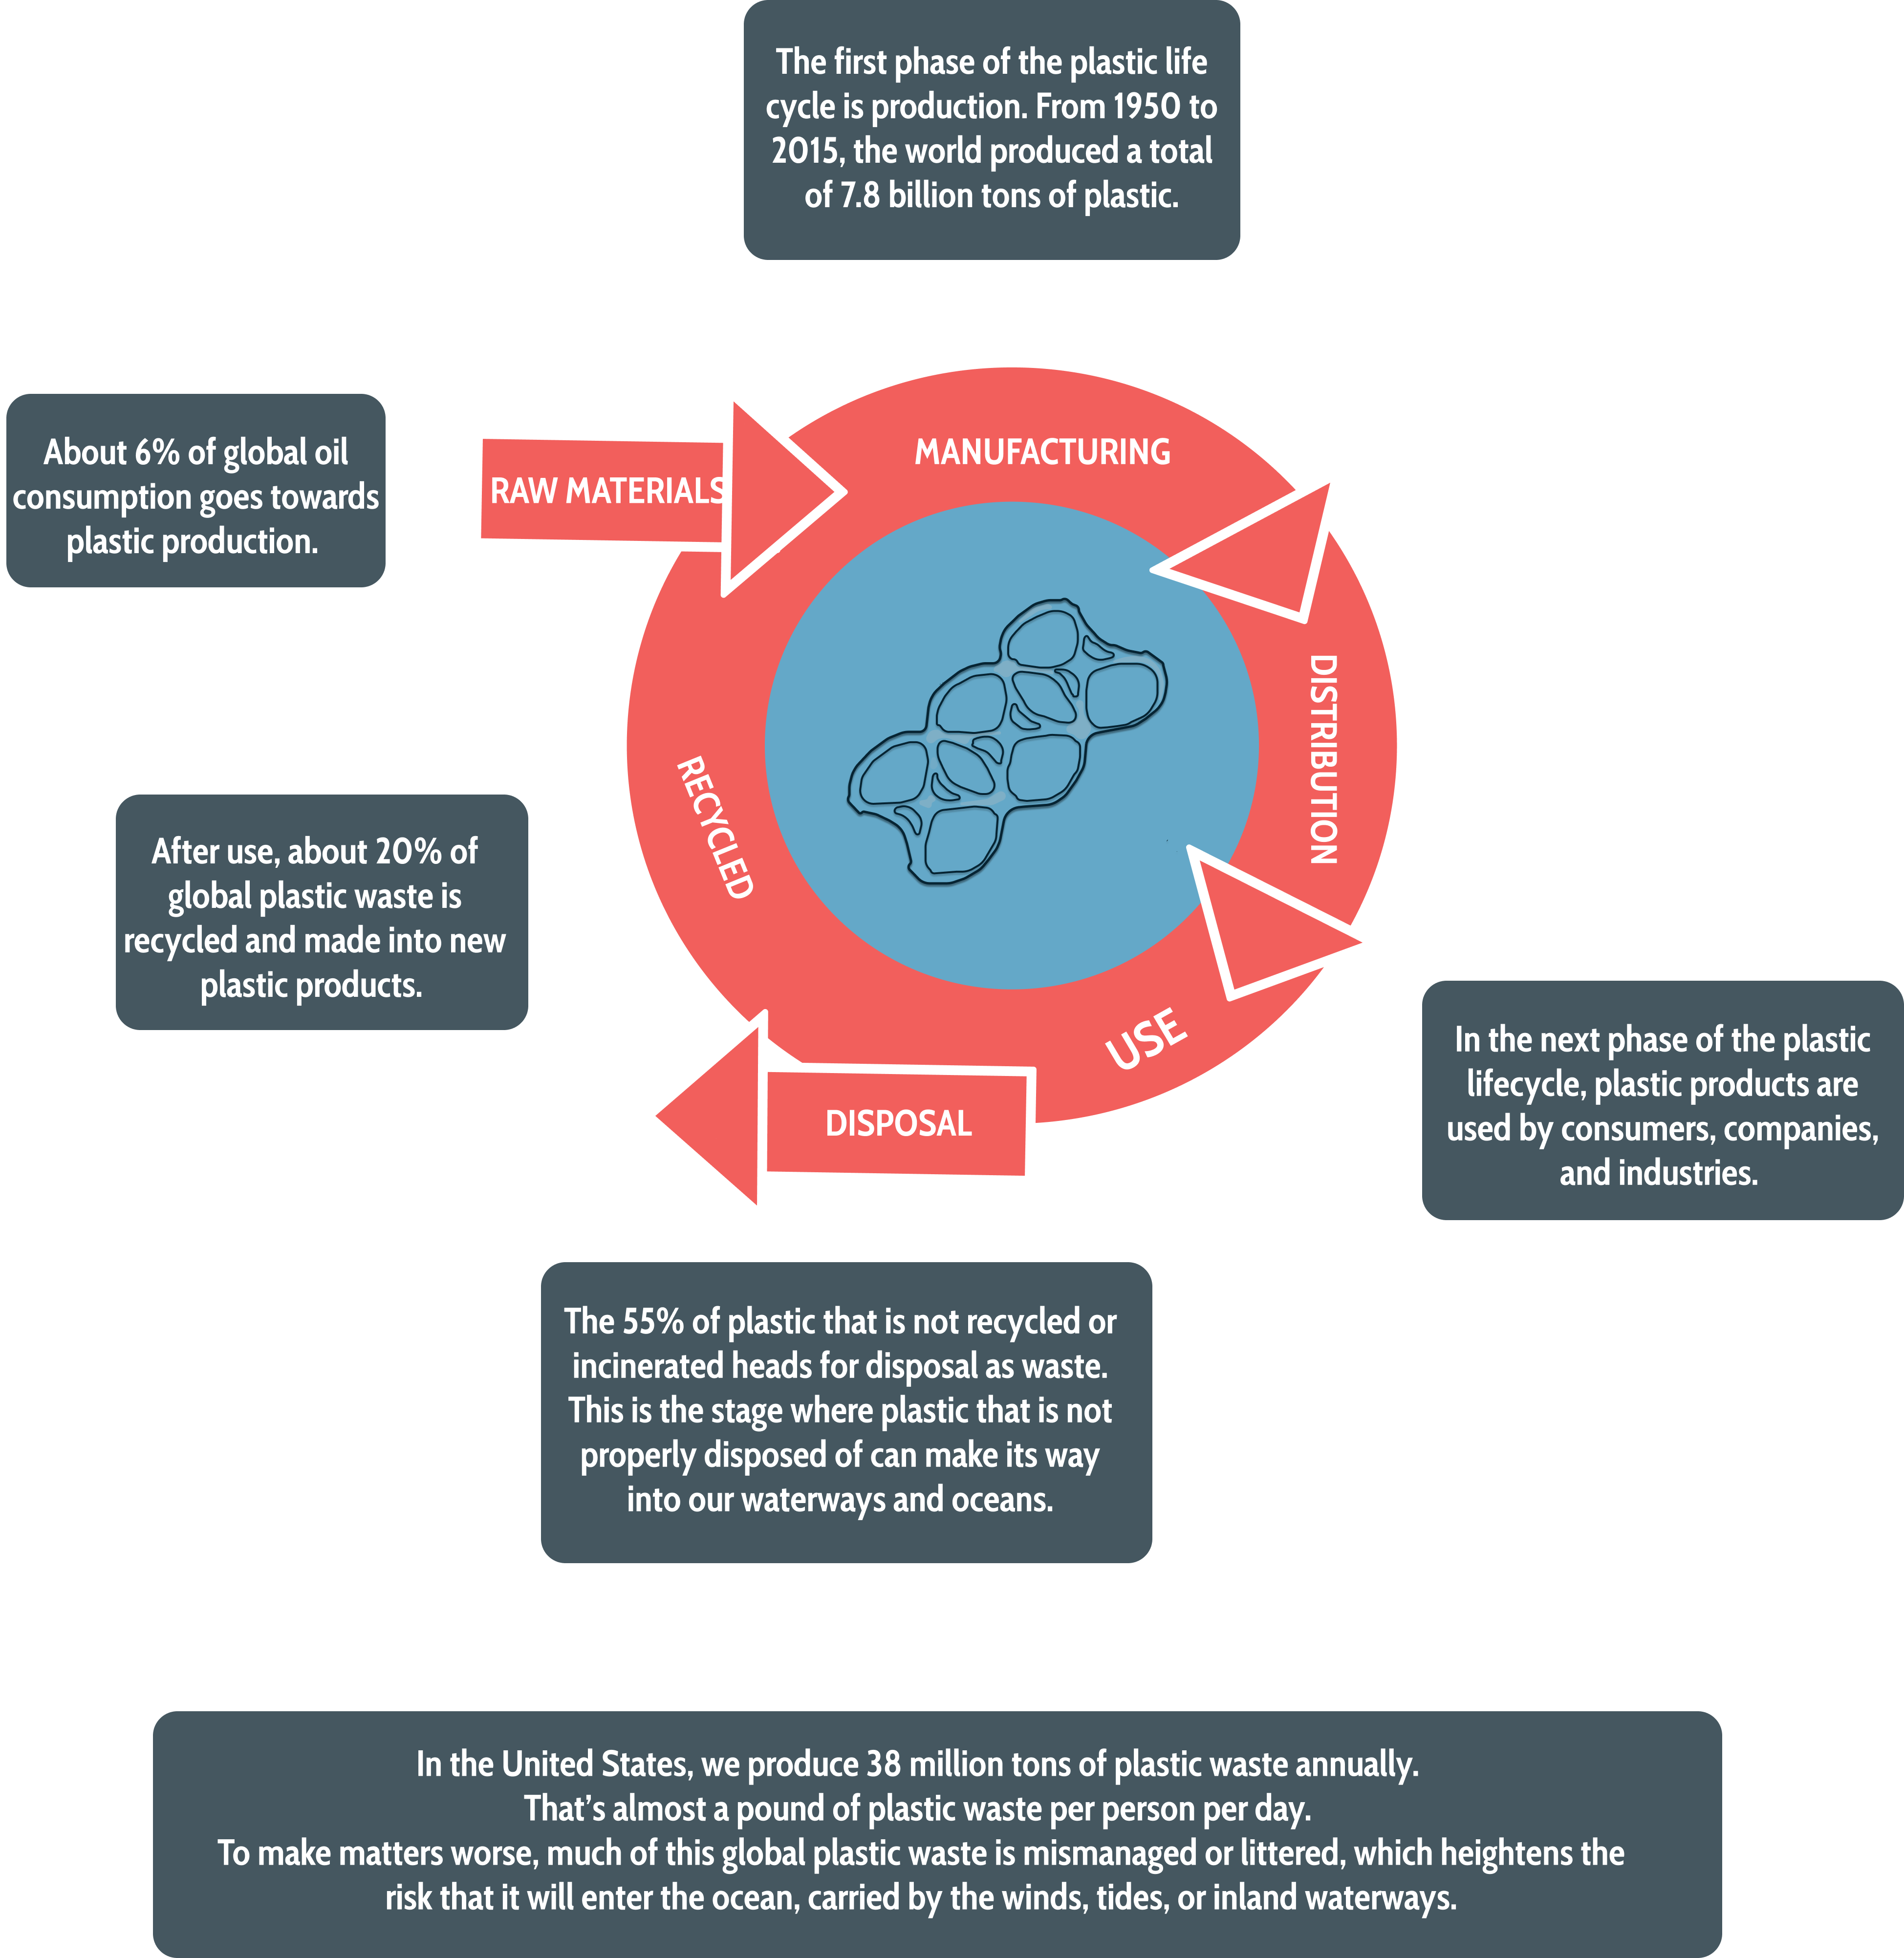 The first phase of the plastic life
cycle is production. From 1950 to
2015, the world produced a total
of 7.8 billion tons of plastic.
About 6% of global oil
consumption goes towards
plastic production.
RAW MATERIALS
MANUFACTURING
DISTRIBUTION
RECYCLED
After use, about 20% of
global plastic waste is
recycled and made into new
plastic products.
USE
In the next phase of the plastic
lifecycle, plastic products are
used by consumers, companies,
and industries.
DISPOSAL
The 55% of plastic that is not recycled or
incinerated heads for disposal as waste.
This is the stage where plastic that is not
properly disposed of can make its way
into our waterways and oceans.
In the United States, we produce 38 million tons of plastic waste annually.
That's almost a pound of plastic waste per person per day.
To make matters worse, much of this global plastic waste is mismanaged or littered, which heightens the
risk that it will enter the ocean, carried by the winds, tides, or inland waterways.